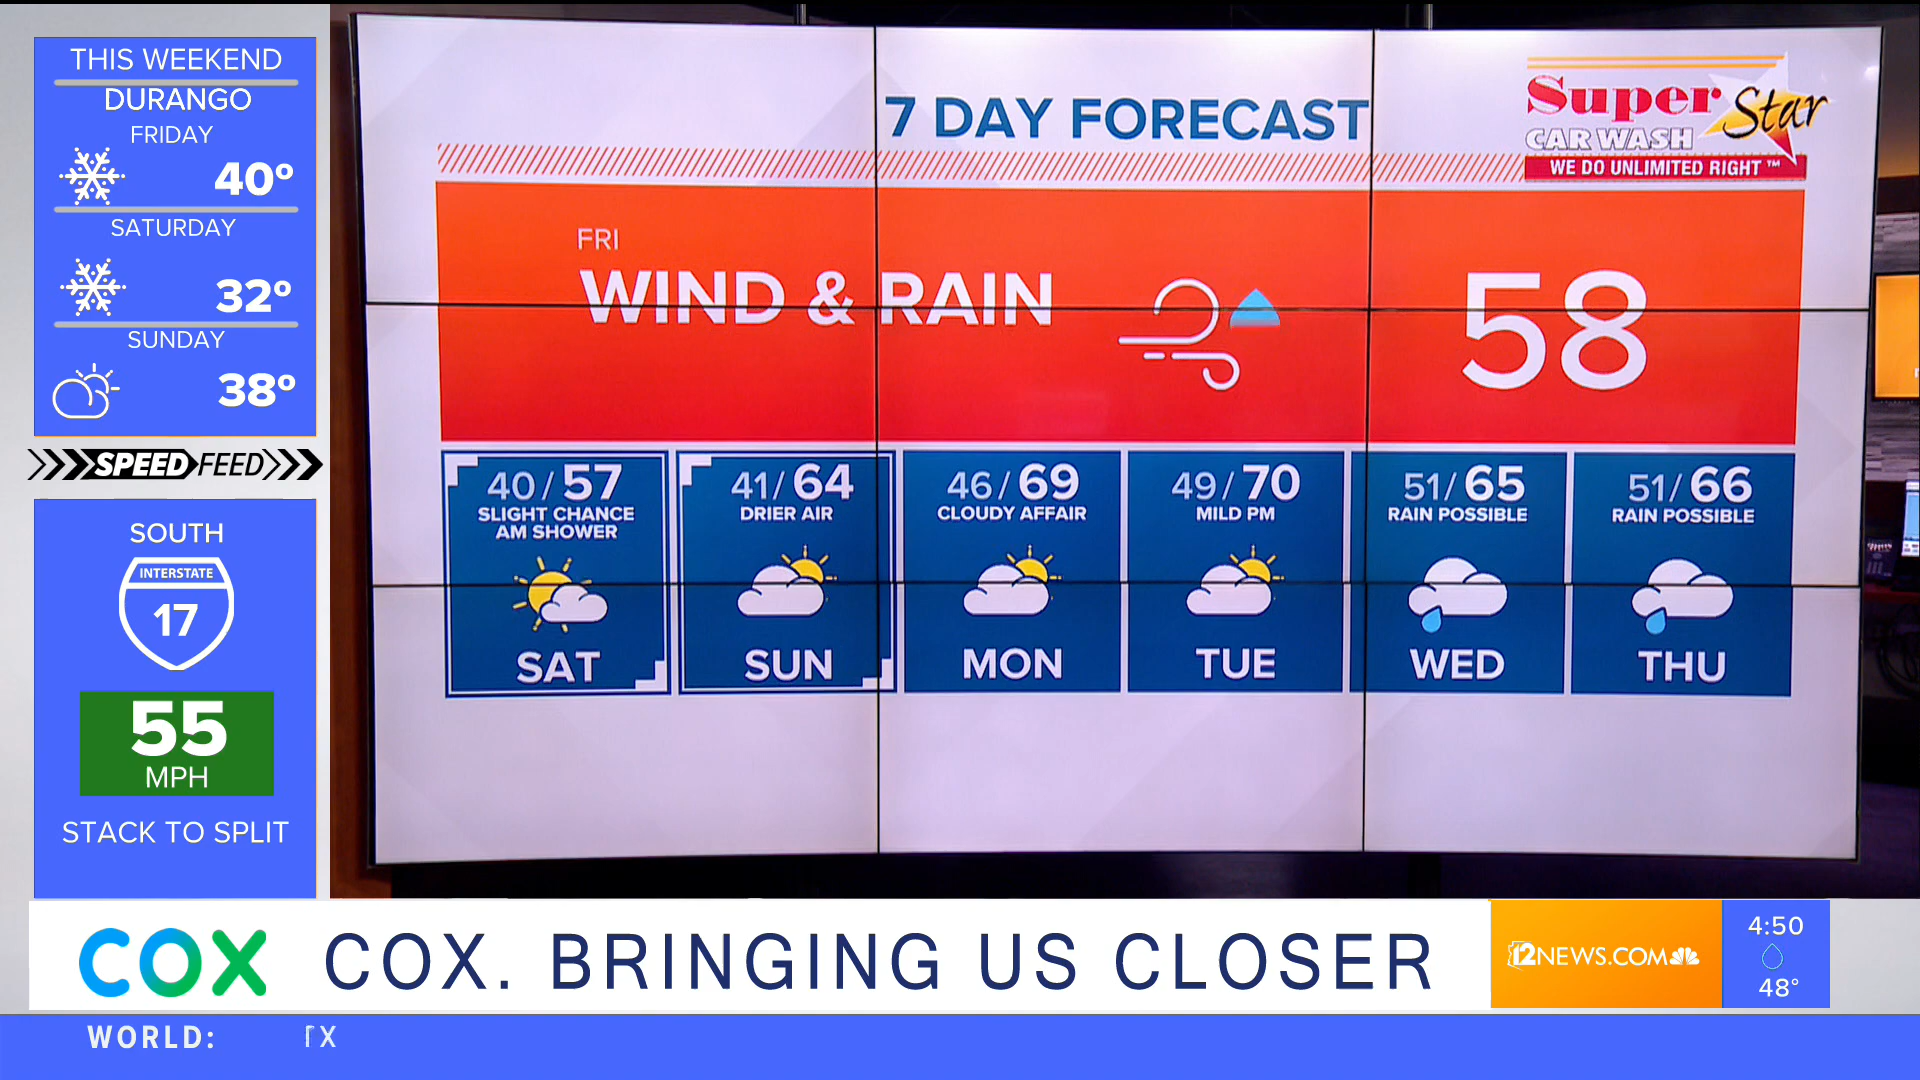 THIS WEEKEND
DURANGO
FRIDAY
40°
SATURDAY
32°
SUNDAY
38°
SPEEDFEED
SOUTH
INTERSTATE
17
55
MPH
STACK TO SPLIT
7 DAY FORECAST
Super Star
CAR WASH
WE DO UNLIMITED RIGHT ™
FRI
WIND & RAIN
58
40/57
SLIGHT CHANCE
AM SHOWER
SAT
41/64
DRIER AIR
SUN
46/69
CLOUDY AFFAIR
MON
49/70
MILD PM
TUE
51/65
RAIN POSSIBLE
WED
51/66
RAIN POSSIBLE
THU
COX COX. BRINGING US CLOSER
12NEWS.COM
4:50
48°
WORLD: